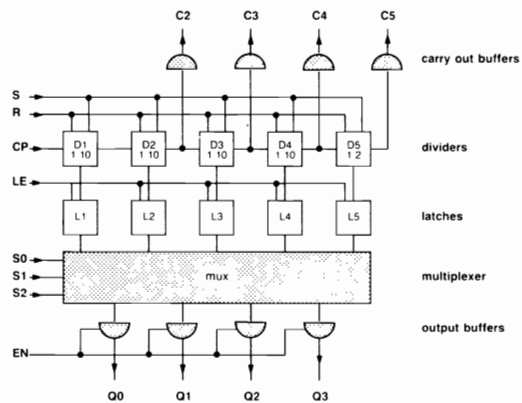 C2 C3 C4 C5
carry out buffers
S
R
CP D1 D2 D3 D4 D5 dividers
1 10 1 10 1 10 1 10 1 2
LE
L1 L2 L3 L4 L5 latches
S0
S1 mux multiplexer
S2
output buffers
EN
Q0 Q1 Q2 Q3